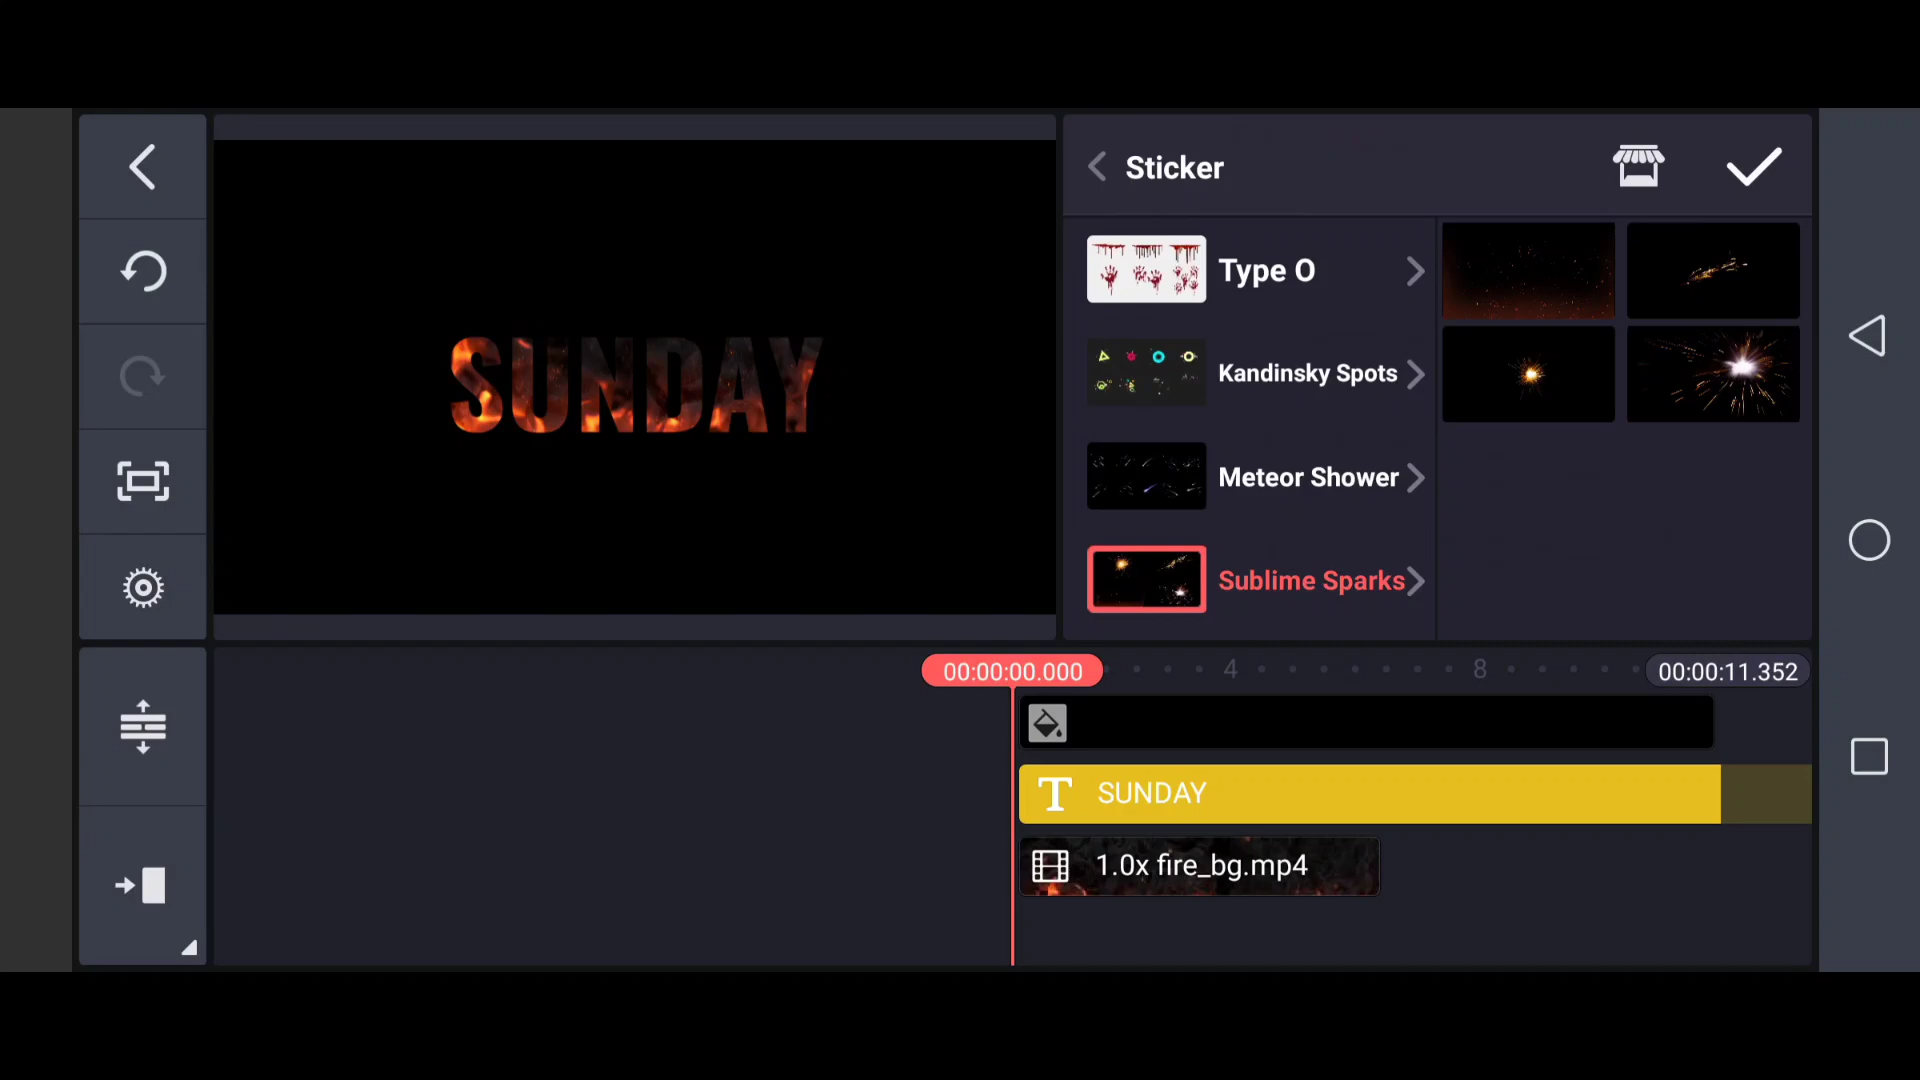 Sticker
Type O
Kandinsky Spots
Meteor Shower
Sublime Sparks
SUNDAY
00:00:00.000
4
8
00:00:11.352
T SUNDAY
1.0x fire_bg.mp4